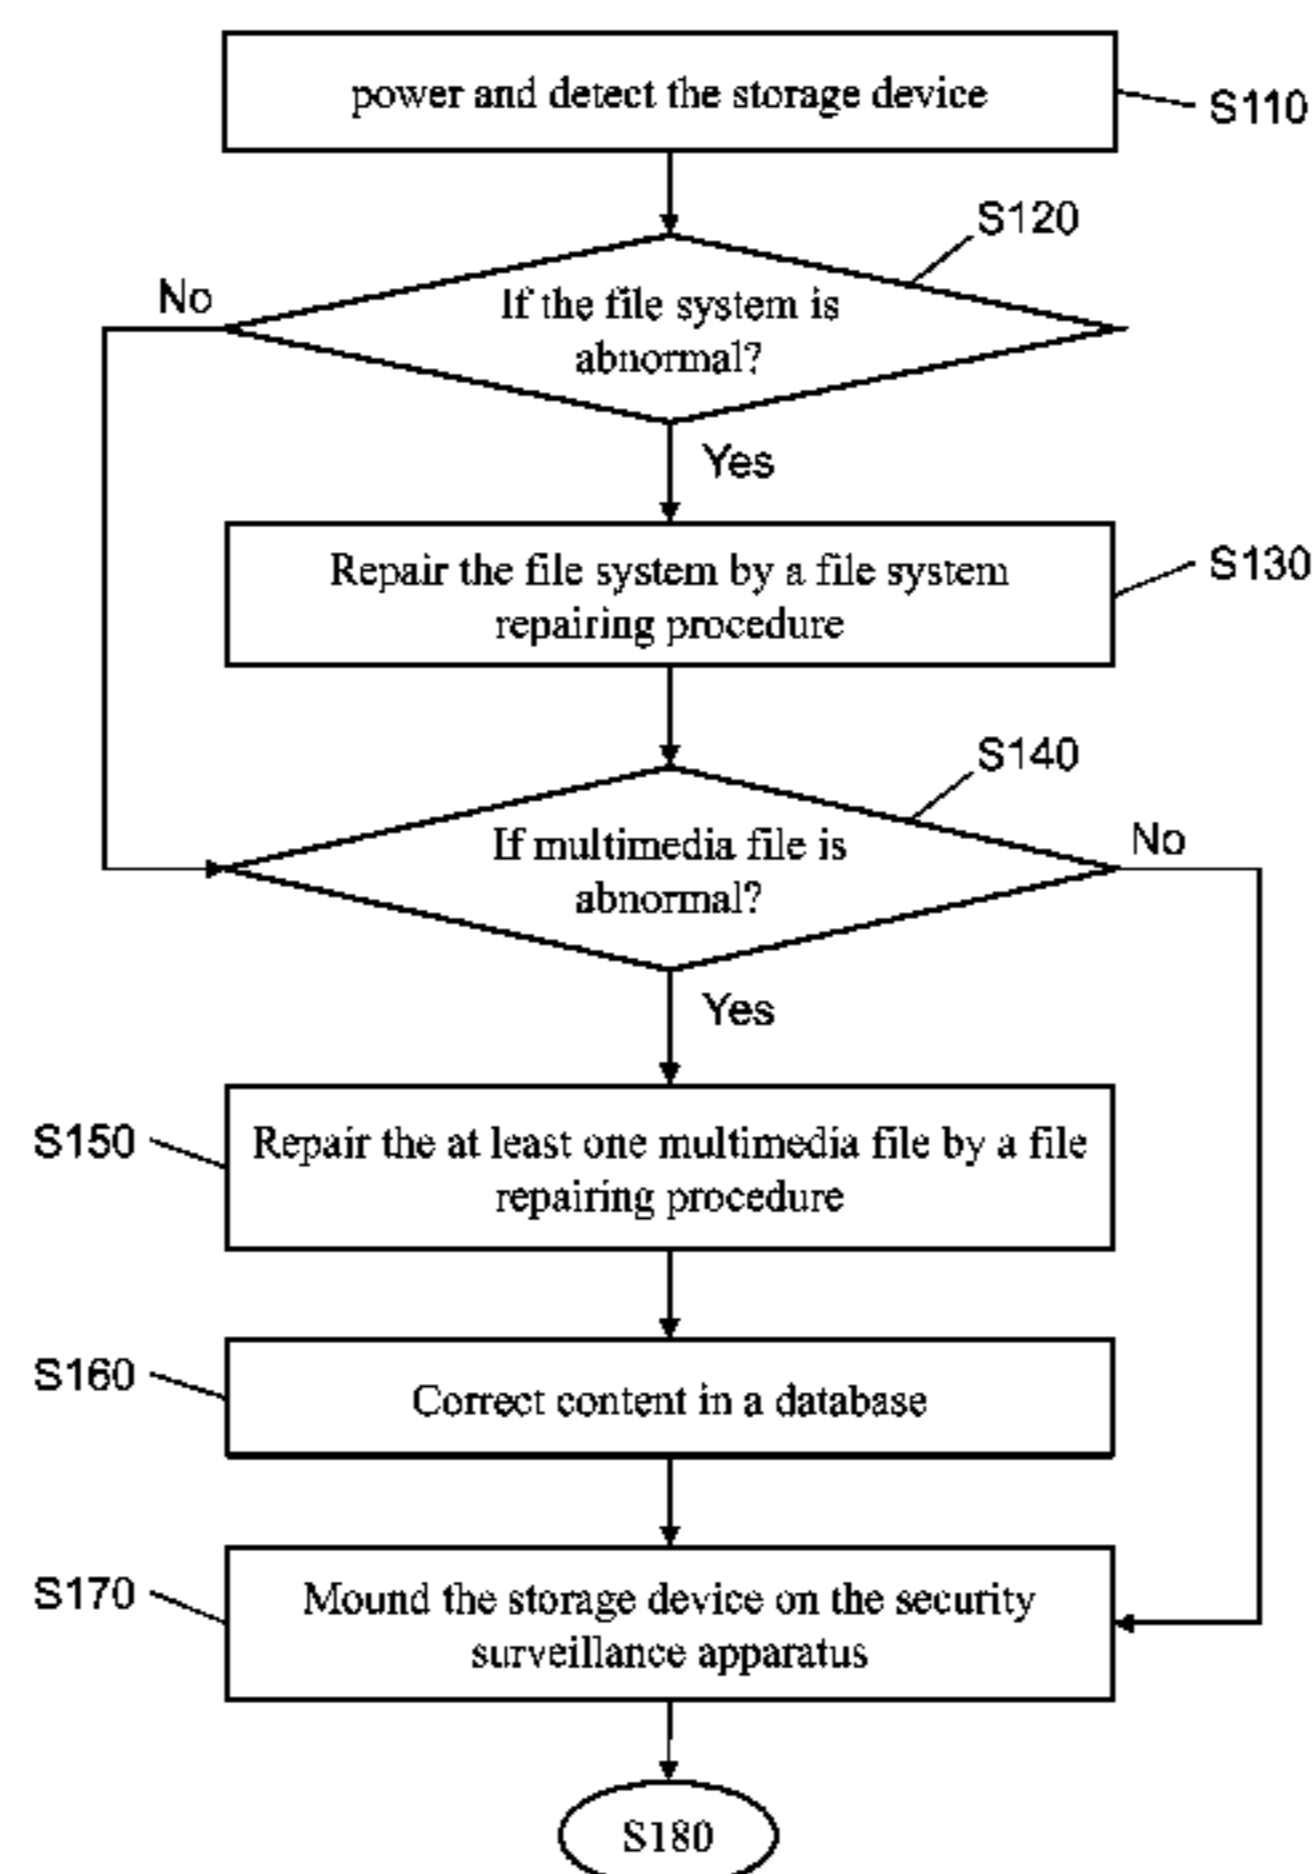 power and detect the storage device
S110
S120
No
If the file system is
abnormal?
Yes
Repair the file system by a file system
repairing procedure
S130
S140
If multimedia file is
abnormal?
No
Yes
S150
Repair the at least one multimedia file by a file
repairing procedure
S160
Correct content in a database
S170
Mound the storage device on the security
surveillance apparatus
S180